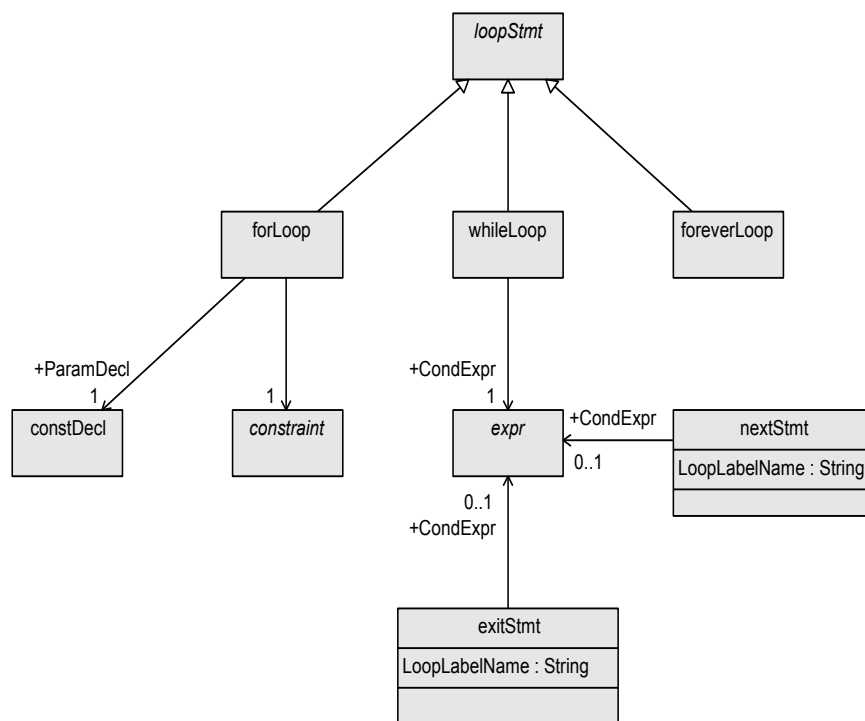 loopStmt
forLoop
whileLoop
foreverLoop
+ParamDecl
1
1
+CondExpr
1
constDecl
constraint
expr
+CondExpr
0..1
nextStmt
LoopLabelName : String
0..1
+CondExpr
exitStmt
LoopLabelName : String